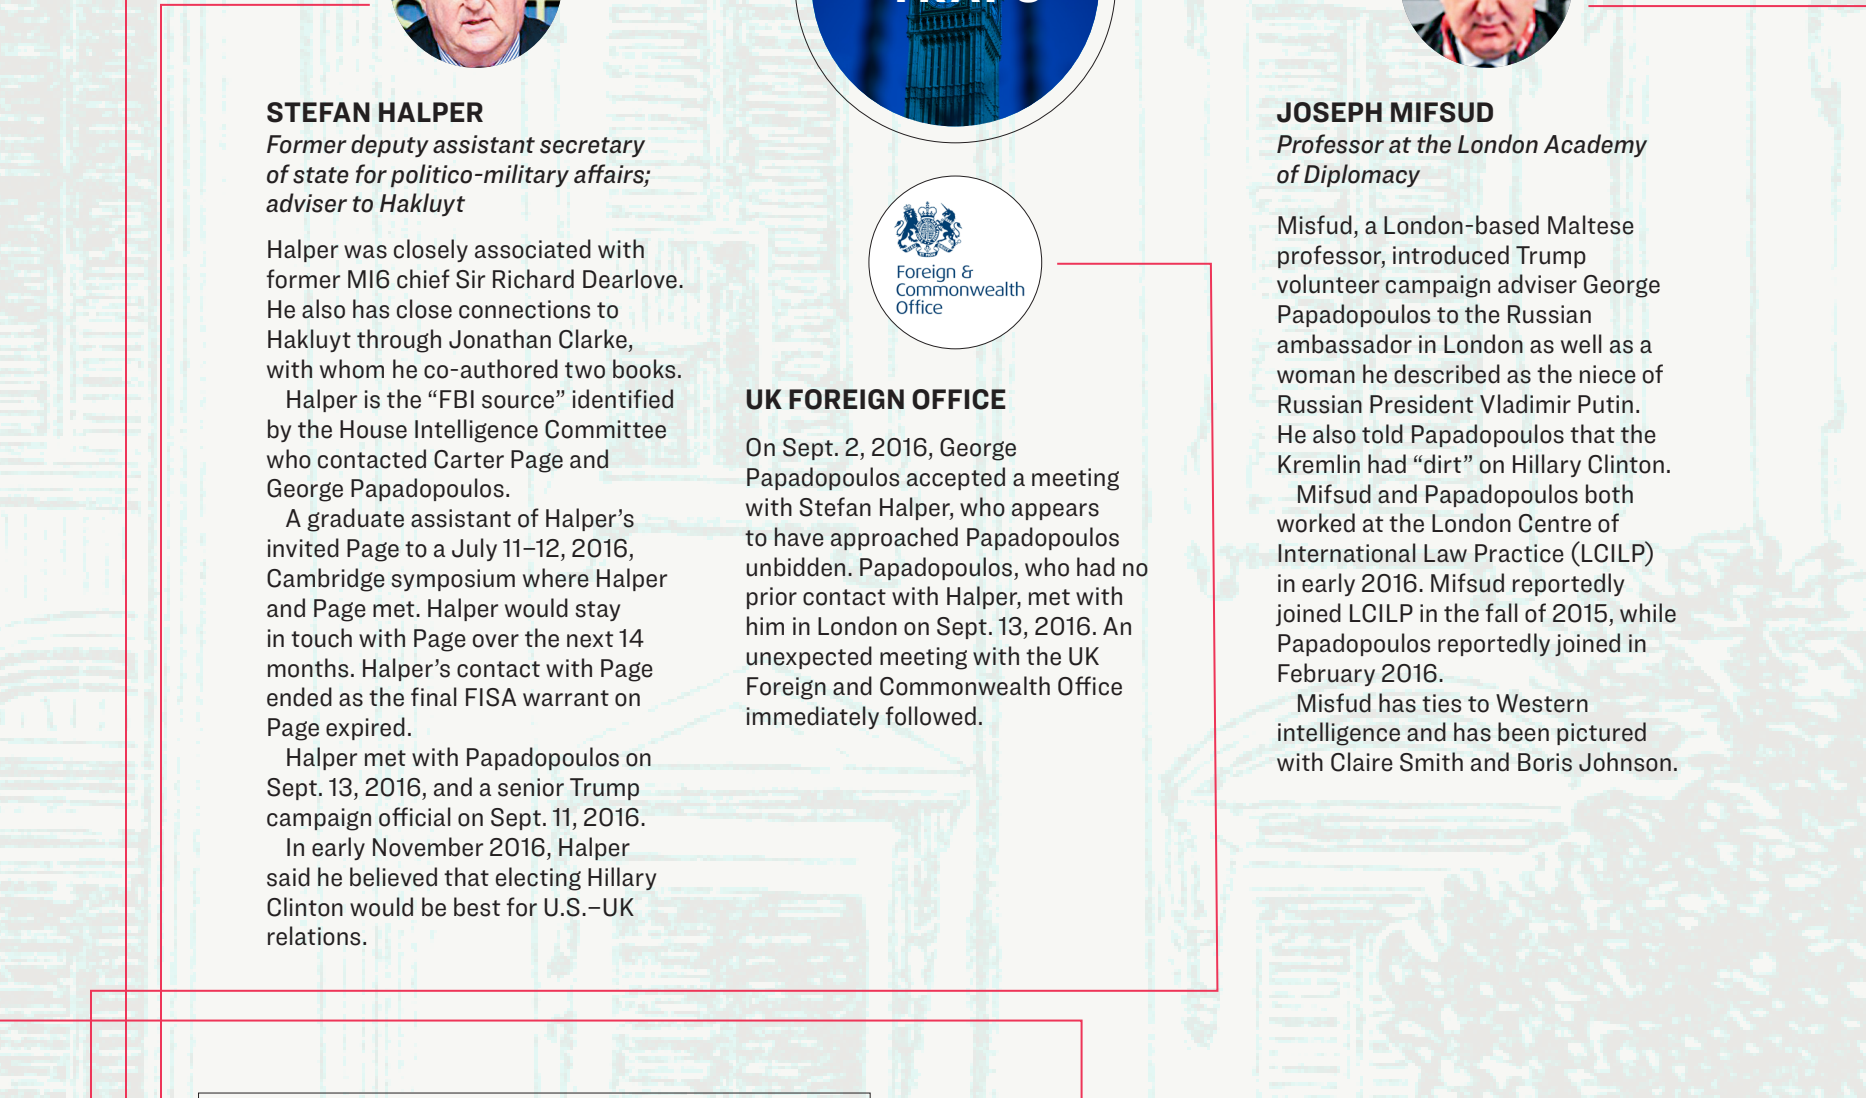 STEFAN HALPER
Former deputy assistant secretary
of state for politico-military affairs;
adviser to Hakluyt
Halper was closely associated with
former MI6 chief Sir Richard Dearlove.
He also has close connections to
Hakluyt through Jonathan Clarke,
with whom he co-authored two books.
Halper is the “FBI source” identified
by the House Intelligence Committee
who contacted Carter Page and
George Papadopoulos.
A graduate assistant of Halper’s
invited Page to a July 11–12, 2016,
Cambridge symposium where Halper
and Page met. Halper would stay
in touch with Page over the next 14
months. Halper’s contact with Page
ended as the final FISA warrant on
Page expired.
Halper met with Papadopoulos on
Sept. 13, 2016, and a senior Trump
campaign official on Sept. 11, 2016.
In early November 2016, Halper
said he believed that electing Hillary
Clinton would be best for U.S.–UK
relations.
Foreign &
Commonwealth
Office
UK FOREIGN OFFICE
On Sept. 2, 2016, George
Papadopoulos accepted a meeting
with Stefan Halper, who appears
to have approached Papadopoulos
unbidden. Papadopoulos, who had no
prior contact with Halper, met with
him in London on Sept. 13, 2016. An
unexpected meeting with the UK
Foreign and Commonwealth Office
immediately followed.
JOSEPH MIFSUD
Professor at the London Academy
of Diplomacy
Misfud, a London-based Maltese
professor, introduced Trump
volunteer campaign adviser George
Papadopoulos to the Russian
ambassador in London as well as a
woman he described as the niece of
Russian President Vladimir Putin.
He also told Papadopoulos that the
Kremlin had “dirt” on Hillary Clinton.
Mifsud and Papadopoulos both
worked at the London Centre of
International Law Practice (LCILP)
in early 2016. Mifsud reportedly
joined LCILP in the fall of 2015, while
Papadopoulos reportedly joined in
February 2016.
Misfud has ties to Western
intelligence and has been pictured
with Claire Smith and Boris Johnson.